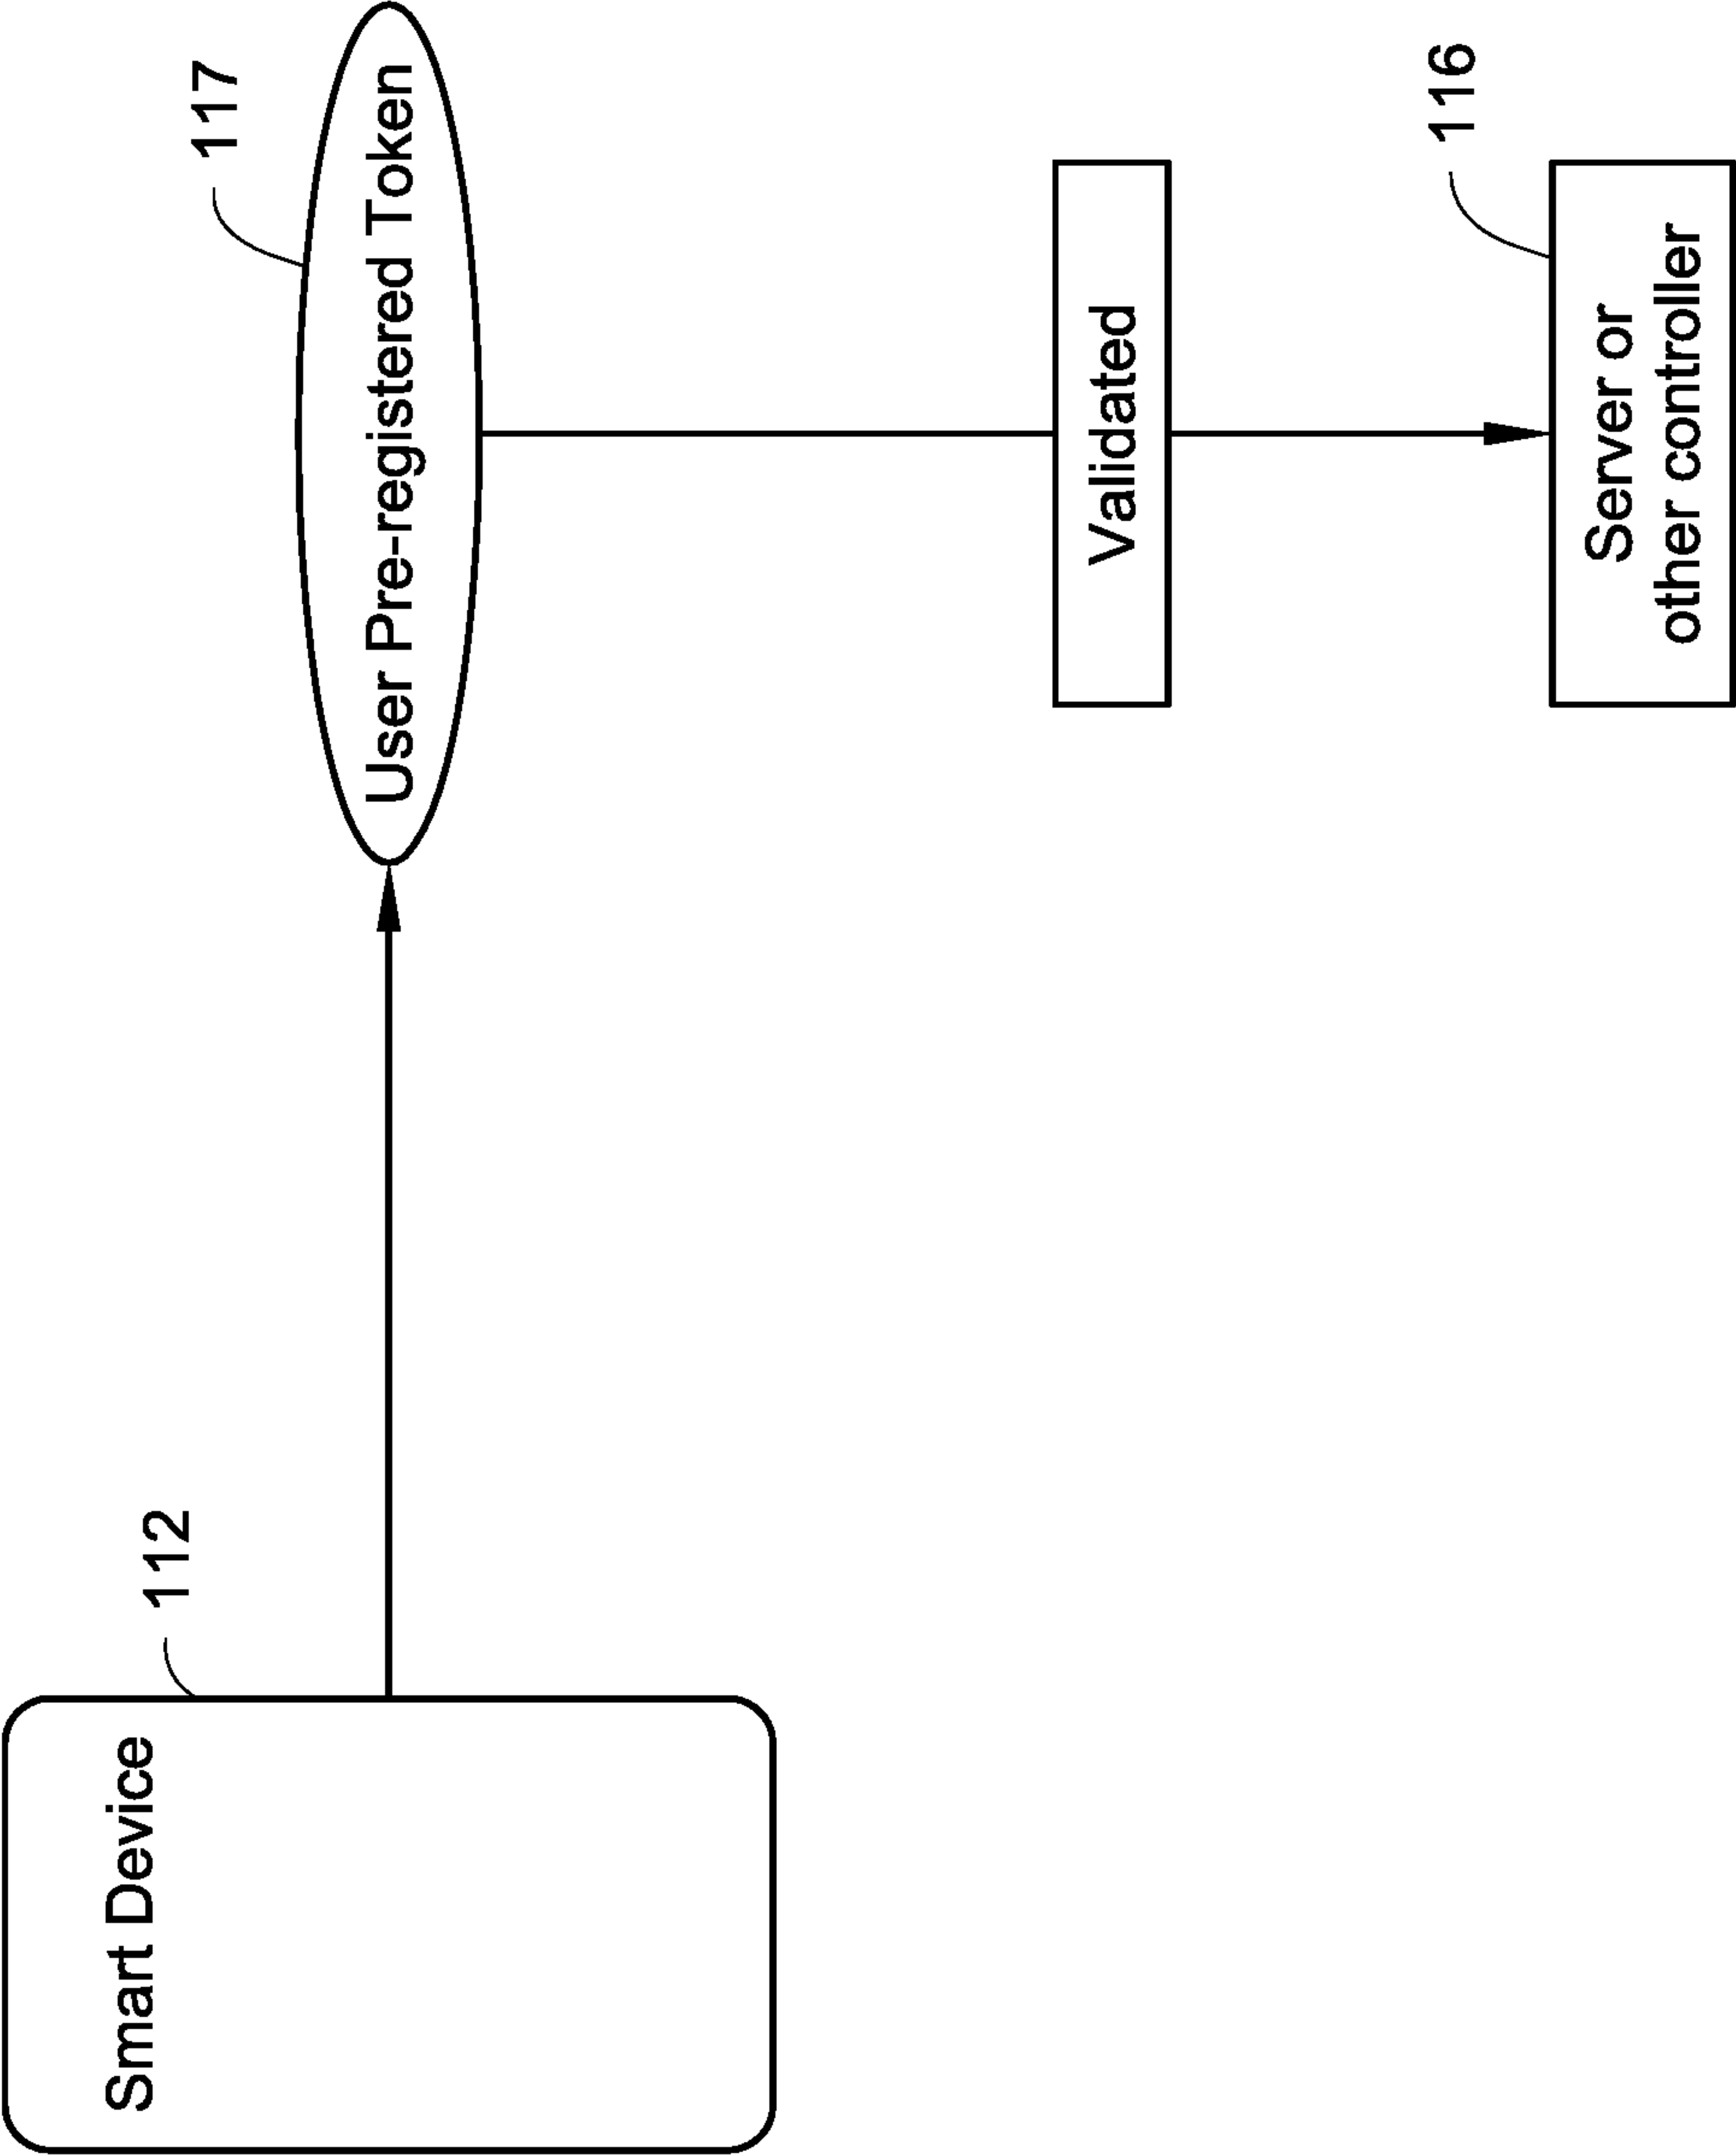 Smart Device
112
117
User Pre-registered Token
Validated
116
Server or
other controller